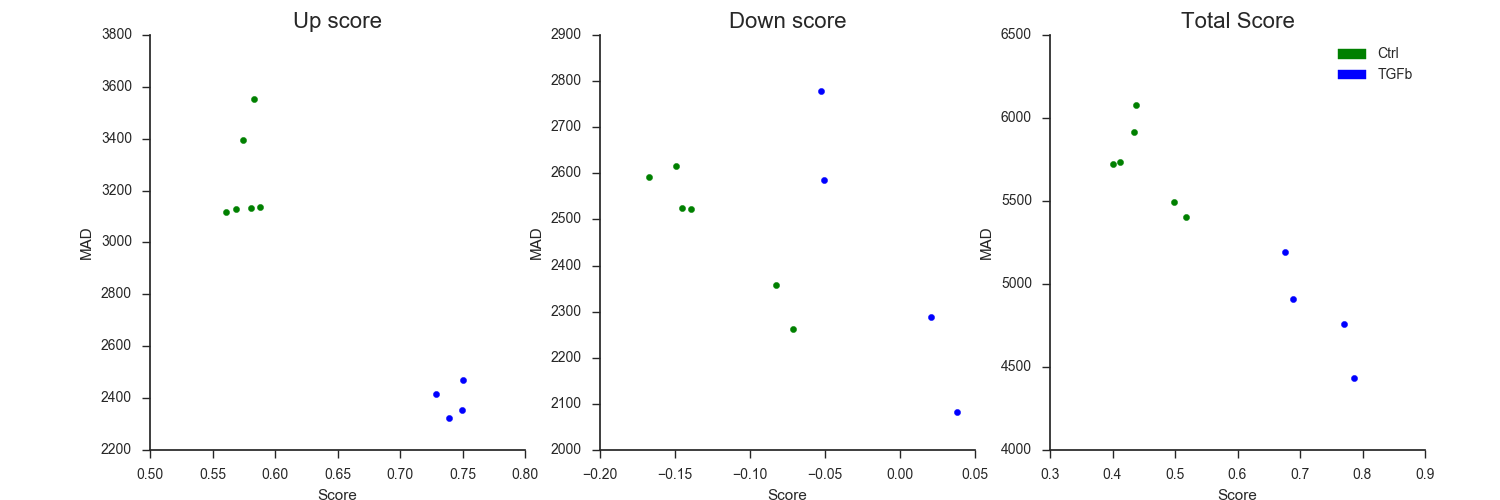 Up score
3800
3600
3400
3200
3000
2800
2600
2400
2200
MAD
0.50 0.55 0.60 0.65 0.70 0.75 0.80
Score
Down score
2900
2800
2700
2600
2500
2400
2300
2200
2100
2000
MAD
−0.20 −0.15 −0.10 −0.05 0.00 0.05
Score
Total Score
6500
6000
5500
5000
4500
4000
MAD
0.3 0.4 0.5 0.6 0.7 0.8 0.9
Score
Ctrl
TGFb